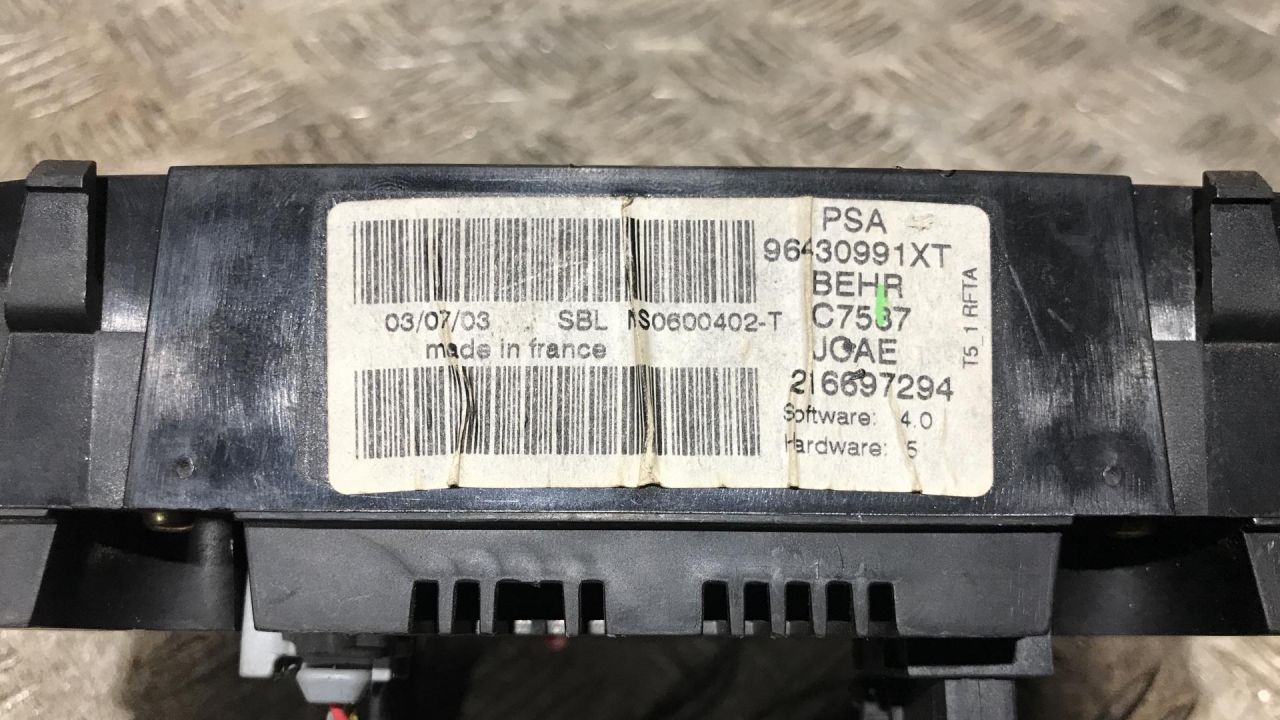 PSA
96430991XT
BEHR
C7537
JOAE
216697294
Software: 4.0
Hardware: 5
T5_1 RFTA
03/07/03 SBL NS0600402-T
made in france